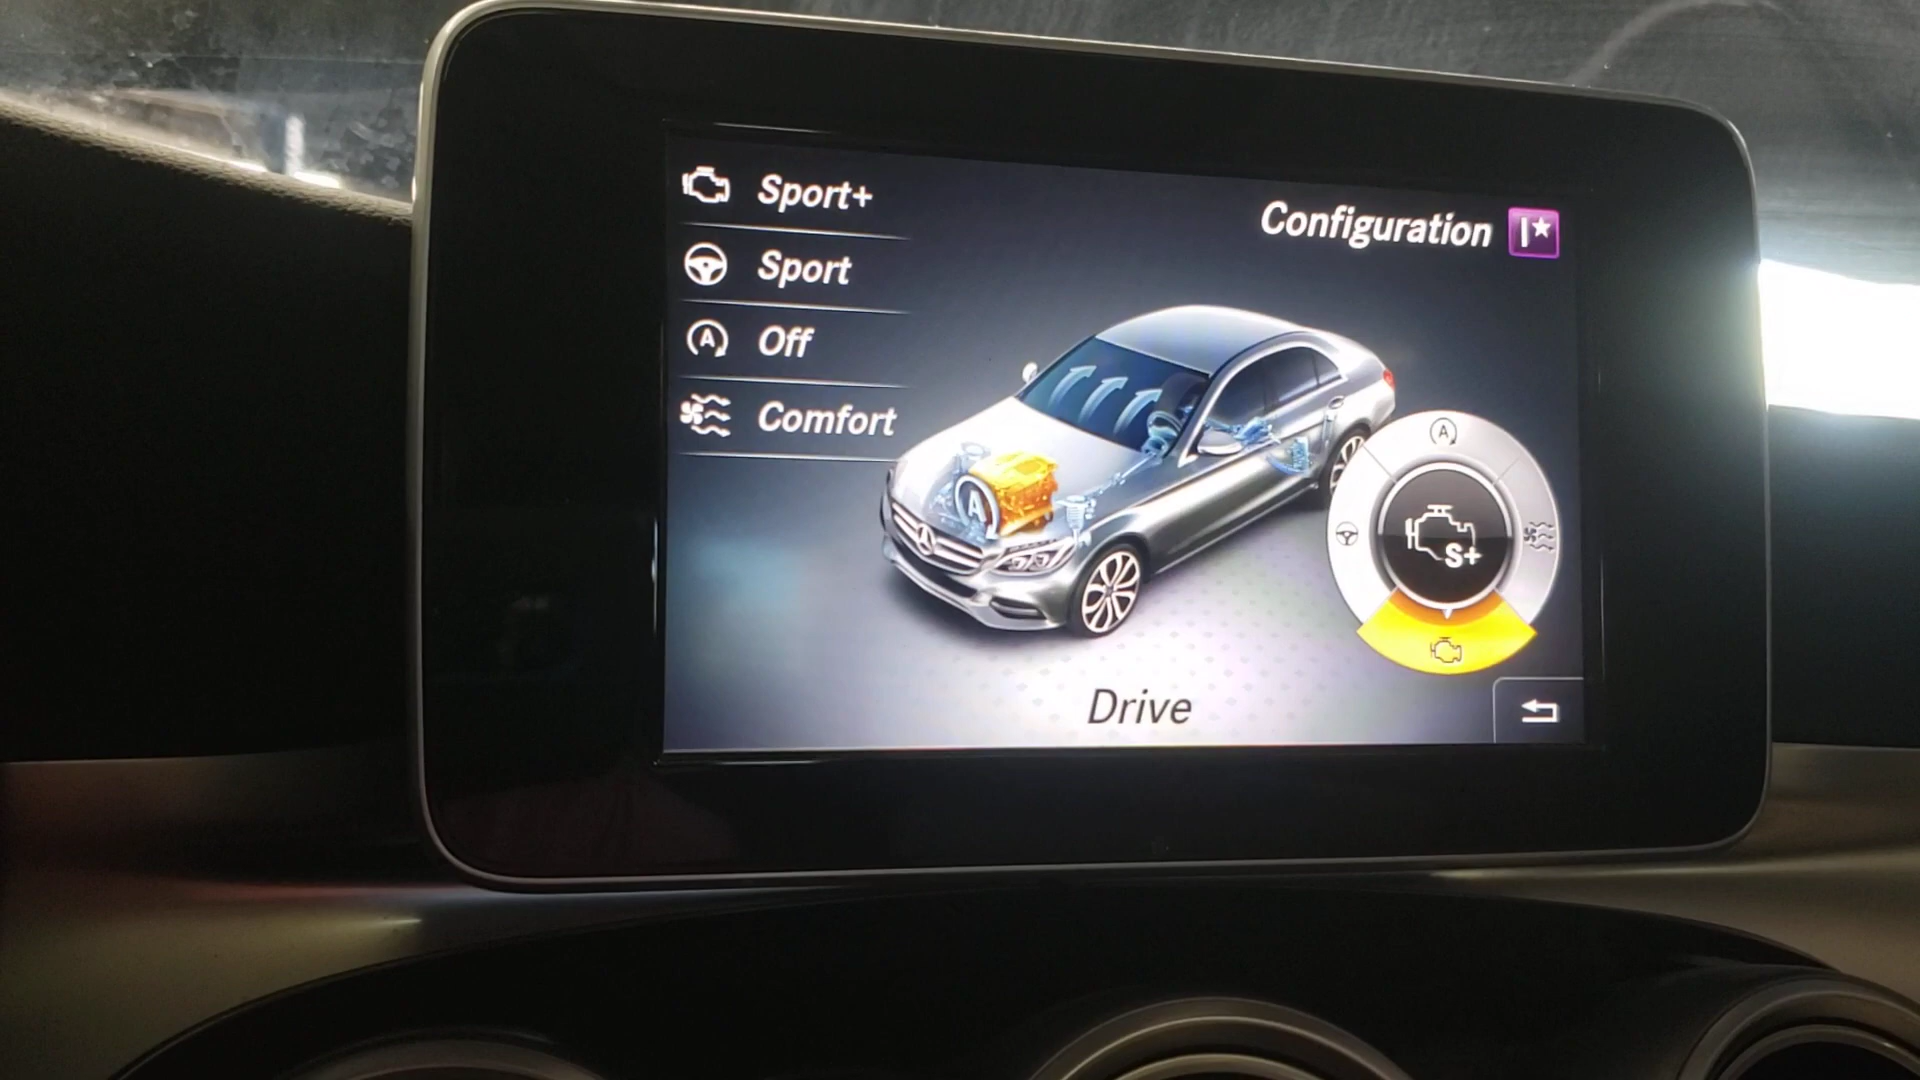 Sport+
Configuration I★
Sport
A Off
Comfort
A
A
S+
Drive